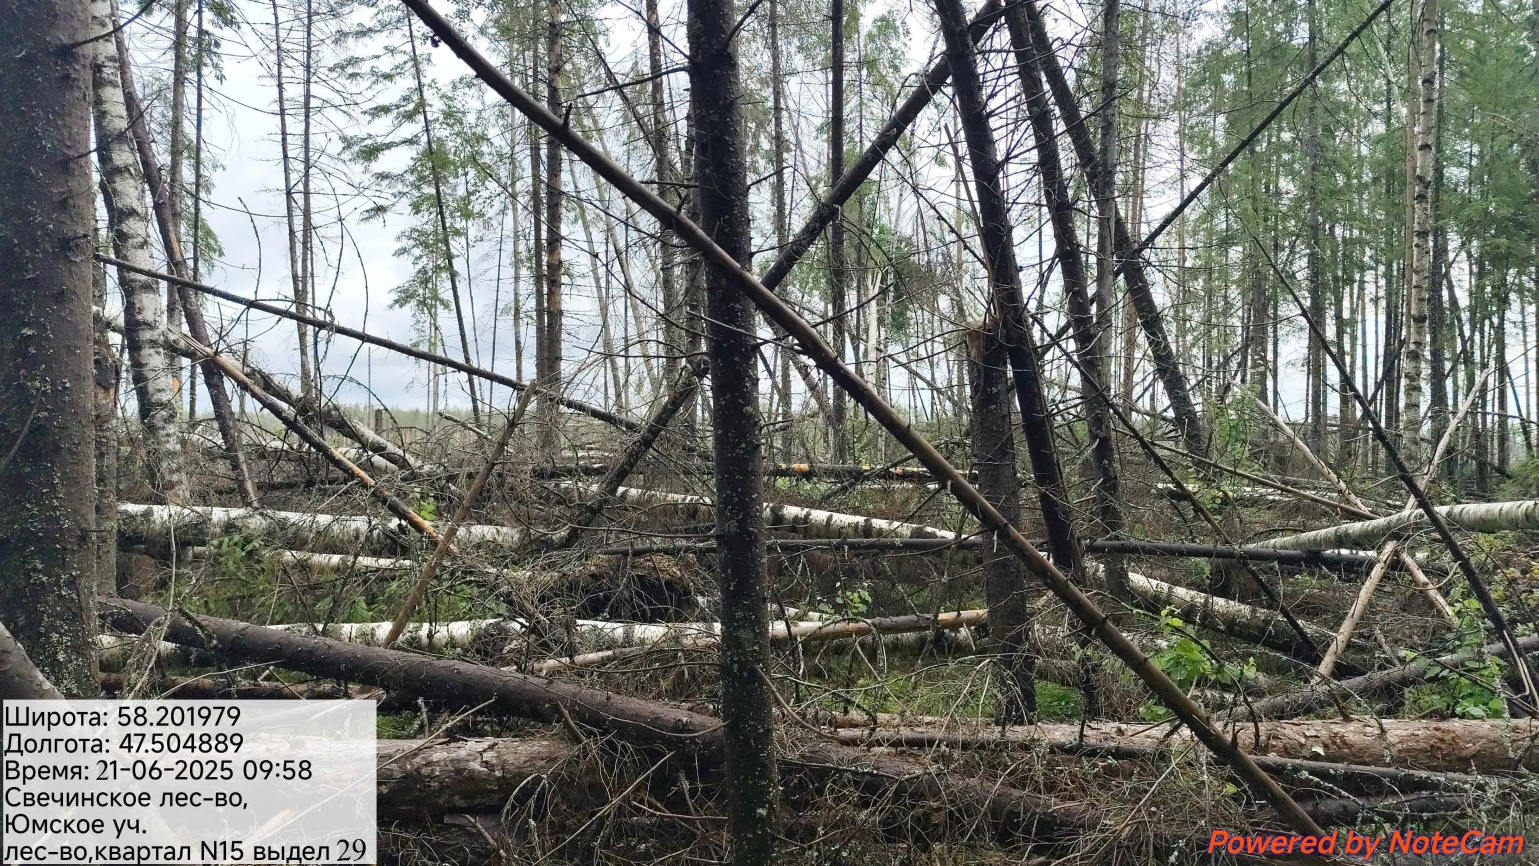 Широта: 58.201979
Долгота: 47.504889
Время: 21-06-2025 09:58
Свечинское лес-во,
Юмское уч.
лес-во,квартал N15 выдел 29
Powered by NoteCam